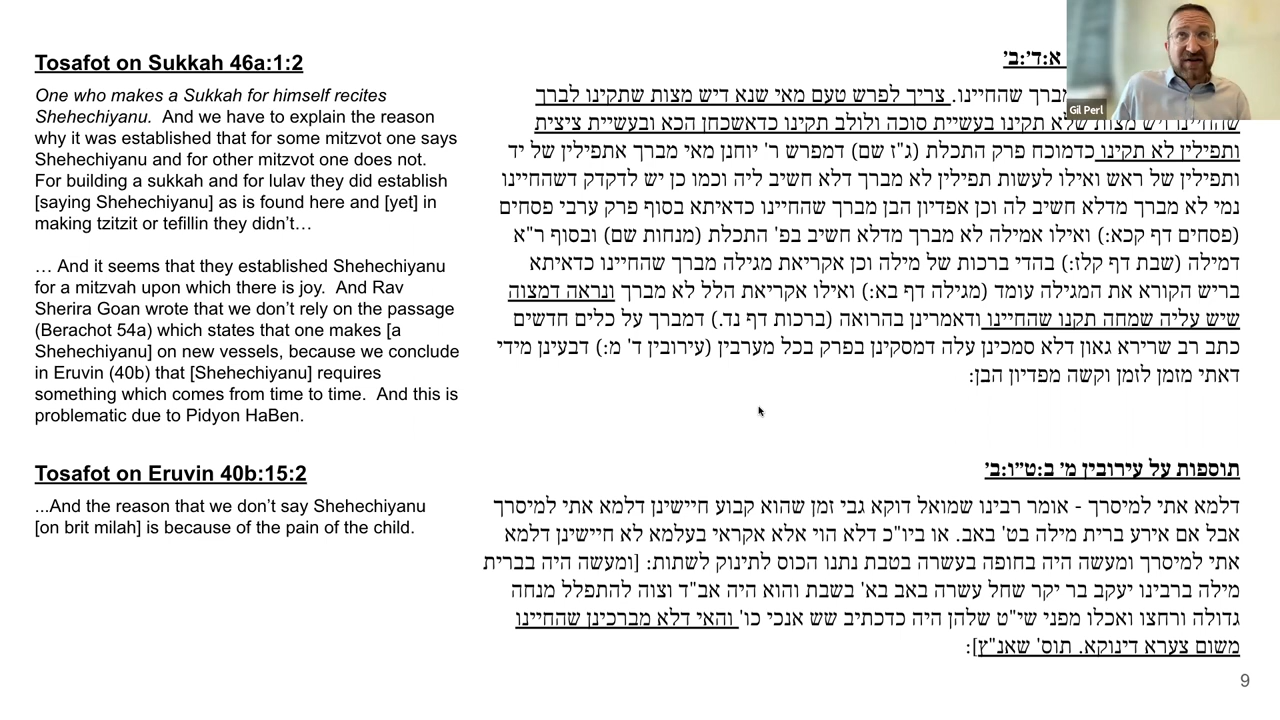 Tosafot on Sukkah 46a:1:2
One who makes a Sukkah for himself recites
Shehechiyanu. And we have to explain the reason
why it was established that for some mitzvot one says
Shehechiyanu and for other mitzvot one does not.
For building a sukkah and for lulav they did establish
[saying Shehechiyanu] as is found here and [yet] in
making tzitzit or tefillin they didn't…
… And it seems that they established Shehechiyanu
for a mitzvah upon which there is joy. And Rav
Sherira Goan wrote that we don't rely on the passage
(Berachot 54a) which states that one makes [a
Shehechiyanu] on new vessels, because we conclude
in Eruvin (40b) that [Shehechiyanu] requires
something which comes from time to time. And this is
problematic due to Pidyon HaBen.
Tosafot on Eruvin 40b:15:2
...And the reason that we don't say Shehechiyanu
[on brit milah] is because of the pain of the child.
א:ד׳:ב׳
מברך שהחיינו. צריך לפרש טעם מאי שנא דיש מצות שתקינו לברך
שהחיינו ויש מצות שלא תקינו בעשיית סוכה ולולב תקינו כדאשכחן הכא ובעשיית ציצית
ותפילין לא תקינו כדמוכח פרק התכלת (ג"ז שם) דמפרש ר' יוחנן מאי מברך אתפילין של יד
ותפילין של ראש ואילו לעשות תפילין לא מברך דלא חשיב ליה וכמו כן יש לדקדק דשהחיינו
נמי לא מברך מדלא חשיב לה וכן אפדיון הבן מברך שהחיינו כדאיתא בסוף פרק ערבי פסחים
(פסחים דף קכא:) ואילו אמילה לא מברך מדלא חשיב בפ' התכלת (מנחות שם) ובסוף ר"א
דמילה (שבת דף קלז:) בהדי ברכות של מילה וכן אקריאת מגילה מברך שהחיינו כדאיתא
בריש הקורא את המגילה עומד (מגילה דף כא:) ואילו אקריאת הלל לא מברך ונראה דמצוה
שיש עליה שמחה תקנו שהחיינו ודאמרינן בהרואה (ברכות דף נד.) דמברך על כלים חדשים
כתב רב שרירא גאון דלא סמכינן עלה דמסקינן בפרק בכל מערבין (עירובין ד' מ:) דבעינן מידי
דאתי מזמן לזמן וקשה מפדיון הבן:
תוספות על עירובין מ׳ ב:ט״ו:ב׳
דלמא אתי למיסרך - אומר רבינו שמואל דוקא גבי זמן שהוא קבוע חיישינן דלמא אתי למיסרך
אבל אם אירע ברית מילה בט' באב. או ביו"כ דלא הוי אלא אקראי בעלמא לא חיישינן דלמא
אתי למיסרך ומעשה היה בחופה בעשרה בטבת נתנו הכוס לתינוק לשתות: [ומעשה היה בברית
מילה ברבינו יעקב בר יקר שחל עשרה באב בא' בשבת והוא היה אב"ד וצוה להתפלל מנחה
גדולה ורחצו ואכלו מפני שי"ט שלהן היה כדכתיב שש אנכי כו' והאי דלא מברכינן שהחיינו
משום צערא דינוקא. תוס' שאנ"ץ]:
Gil Perl
9